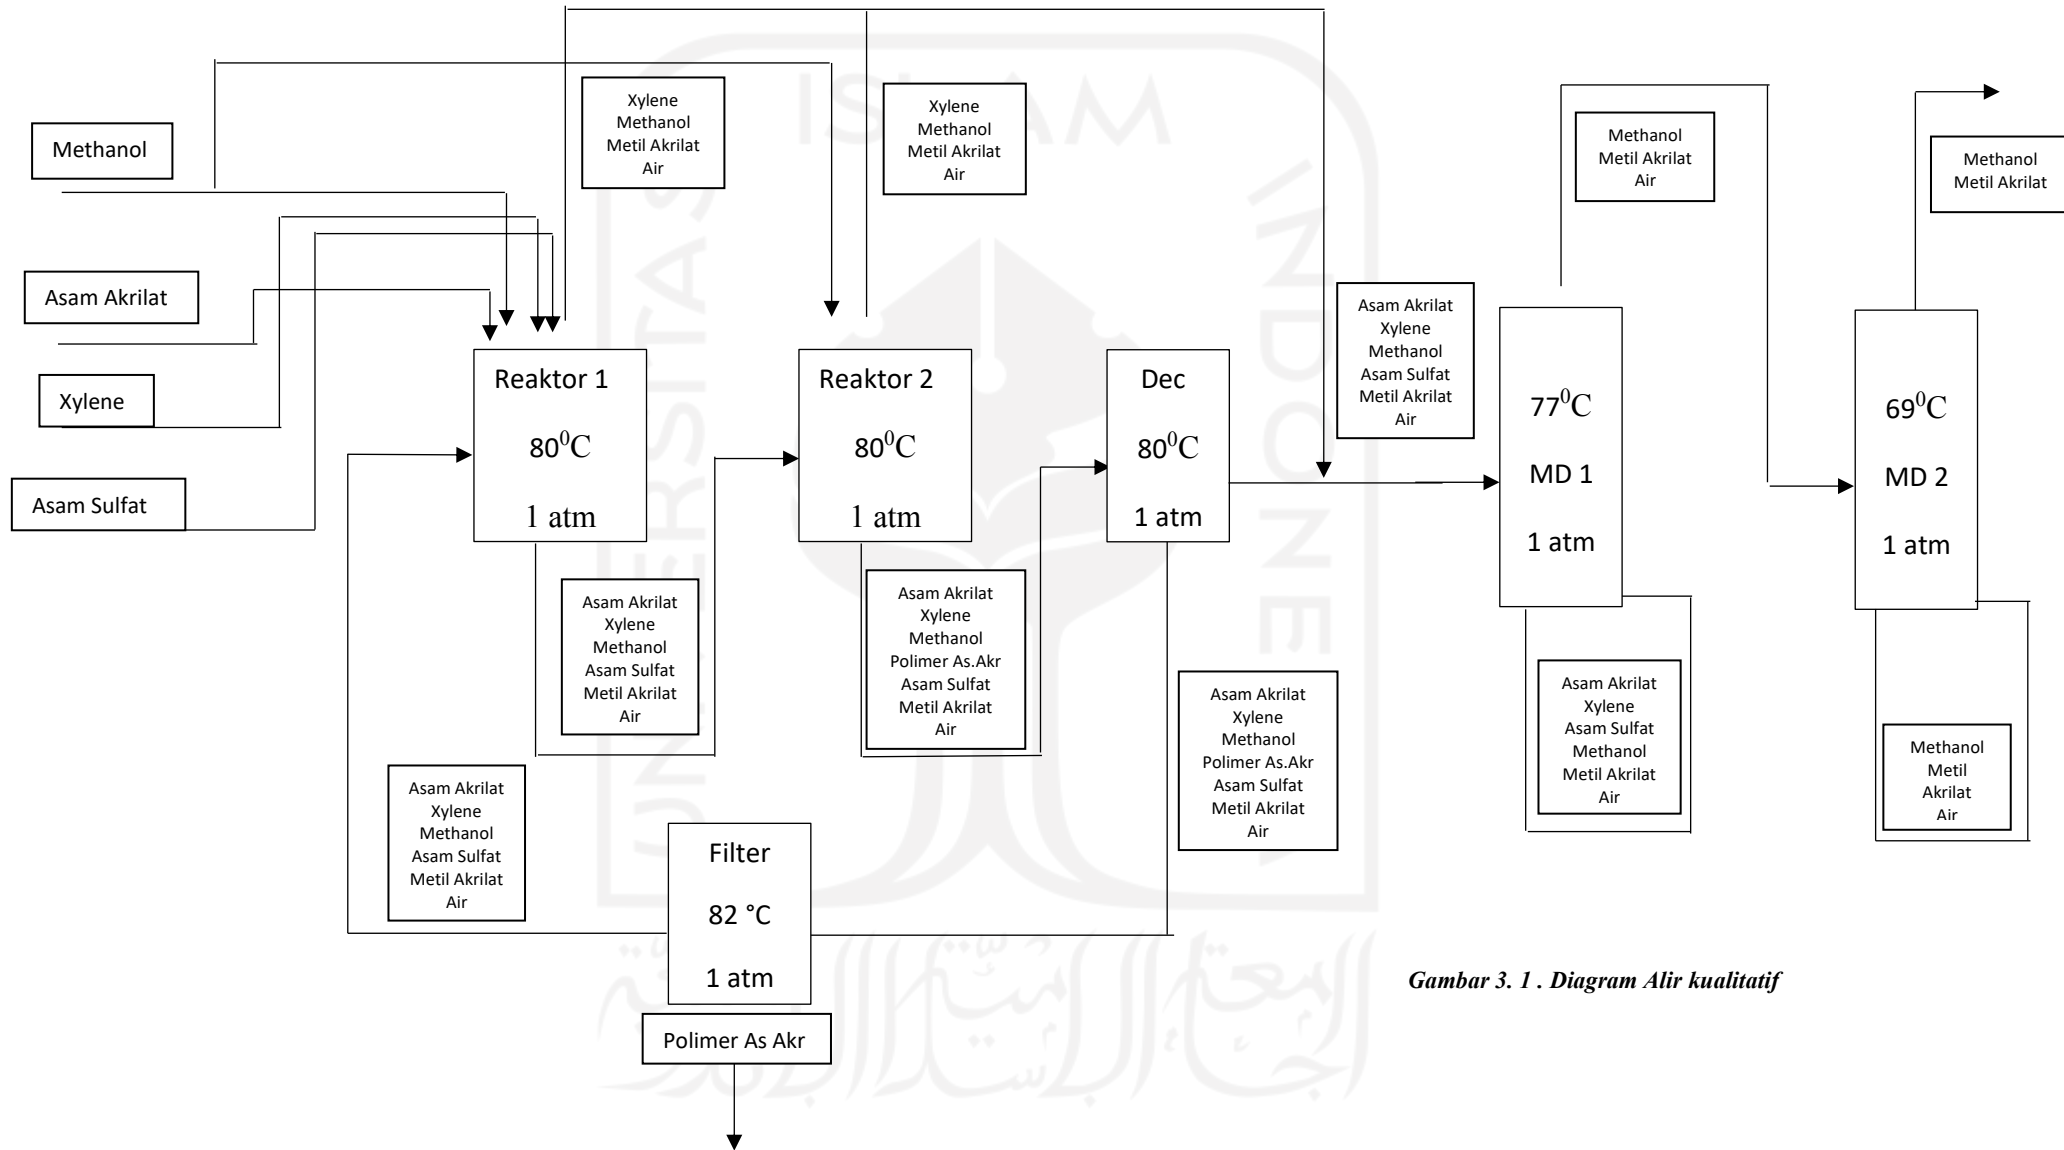 Methanol
Asam Akrilat
Xylene
Asam Sulfat
Xylene
Methanol
Metil Akrilat
Air
Xylene
Methanol
Metil Akrilat
Air
Reaktor 1
80⁰C
1 atm
Reaktor 2
80⁰C
1 atm
Dec
80⁰C
1 atm
Asam Akrilat
Xylene
Methanol
Asam Sulfat
Metil Akrilat
Air
Methanol
Metil Akrilat
Air
77⁰C
MD 1
1 atm
Methanol
Metil Akrilat
69⁰C
MD 2
1 atm
Asam Akrilat
Xylene
Methanol
Asam Sulfat
Metil Akrilat
Air
Asam Akrilat
Xylene
Methanol
Polimer As.Akr
Asam Sulfat
Metil Akrilat
Air
Asam Akrilat
Xylene
Methanol
Polimer As.Akr
Asam Sulfat
Metil Akrilat
Air
Asam Akrilat
Xylene
Asam Sulfat
Methanol
Metil Akrilat
Air
Methanol
Metil
Akrilat
Air
Asam Akrilat
Xylene
Methanol
Asam Sulfat
Metil Akrilat
Air
Filter
82 °C
1 atm
Polimer As Akr
Gambar 3. 1 . Diagram Alir kualitatif
UNIVERSITAS
ISLAM
INDONESIA